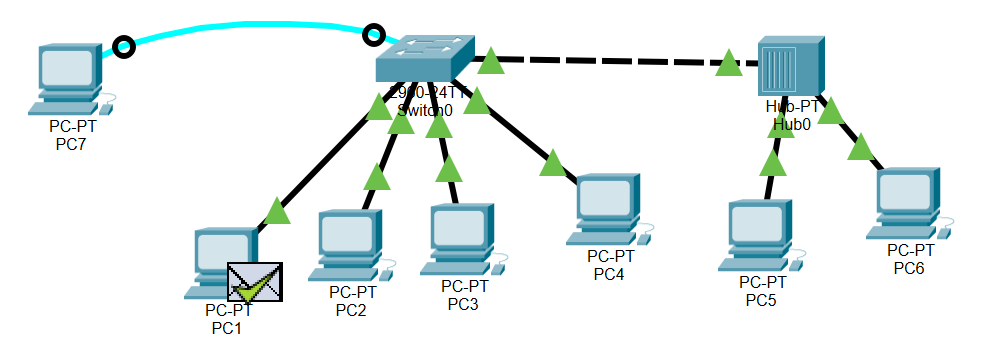 2960-24TT
Switch0
Hub-PT
Hub0
PC-PT
PC7
PC-PT
PC1
PC-PT
PC2
PC-PT
PC3
PC-PT
PC4
PC-PT
PC5
PC-PT
PC6